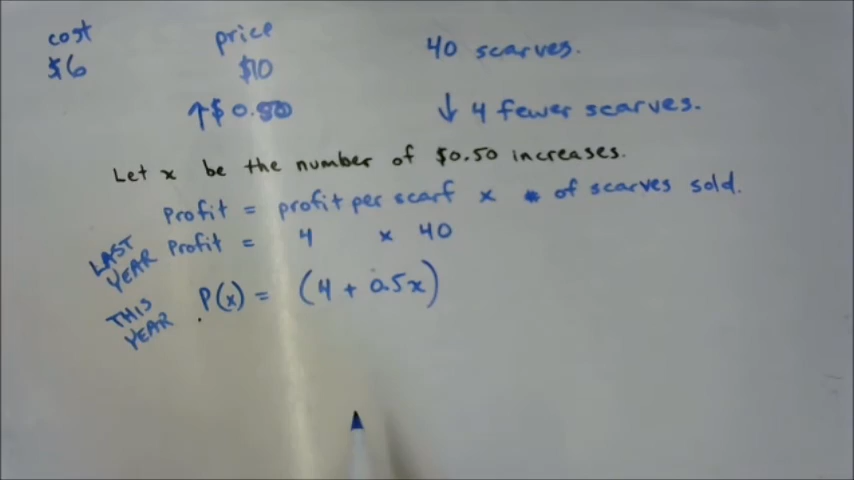 cost price 40 scarves.
$6 $10
↑$0.50 ↓ 4 fewer scarves.
Let x be the number of $0.50 increases.
Profit = profit per scarf x # of scarves sold.
LAST YEAR Profit = 4 x 40
THIS YEAR P(x) = (4 + 0.5x)